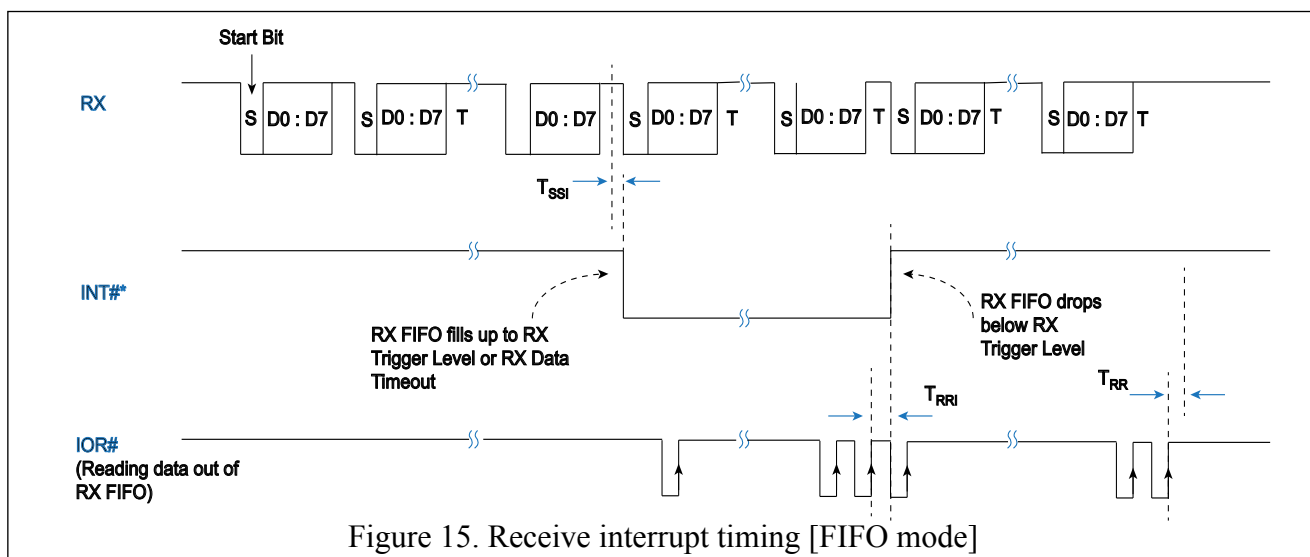 Start Bit
RX
S D0 : D7 S D0 : D7 T D0 : D7 S D0 : D7 T S D0 : D7 T S D0 : D7 T S D0 : D7 T
TSSI
INT#*
RX FIFO fills up to RX
Trigger Level or RX Data
Timeout
RX FIFO drops
below RX
Trigger Level
TRRI
TRR
IOR#
(Reading data out of
RX FIFO)
Figure 15. Receive interrupt timing [FIFO mode]